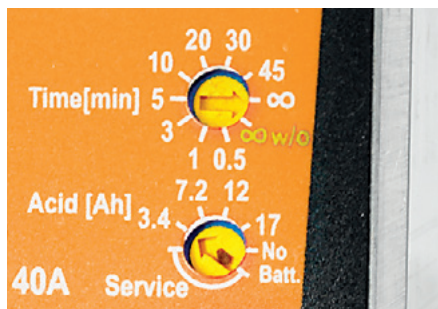 20 30
10 45
Time[min] 5 ∞
3 ∞ w/o
1 0.5
7.2 12
Acid [Ah]
3.4 17
No
Batt.
40A Service